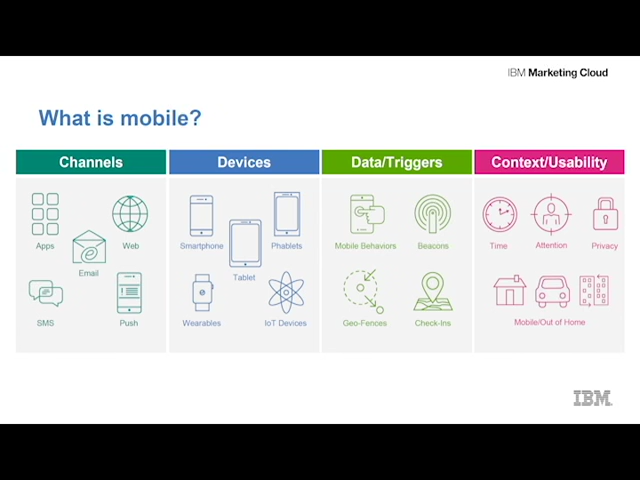 IBM Marketing Cloud
What is mobile?
Channels
Devices
Data/Triggers
Context/Usability
Apps
Web
Email
SMS
Push
Smartphone
Phablets
Tablet
Wearables
IoT Devices
Mobile Behaviors
Beacons
Geo-Fences
Check-Ins
Time
Attention
Privacy
Mobile/Out of Home
IBM